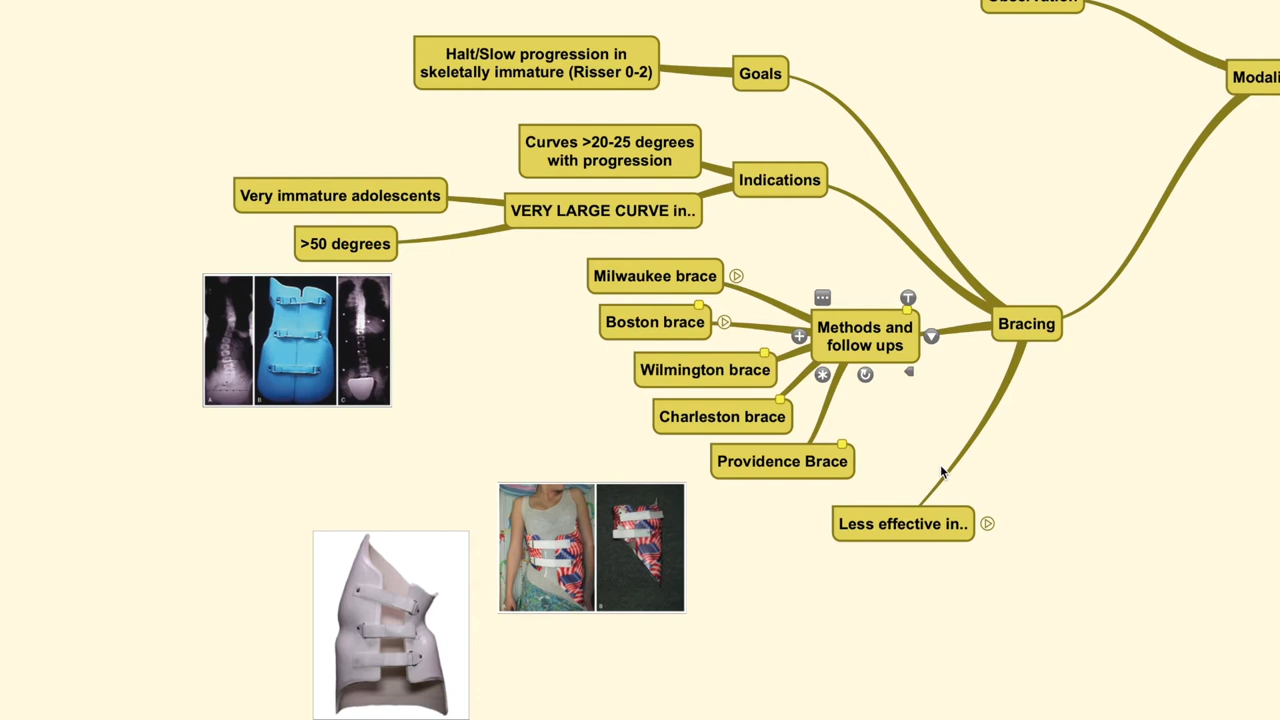 Observation
Halt/Slow progression in
skeletally immature (Risser 0-2)
Goals
Curves >20-25 degrees
with progression
Indications
Very immature adolescents
VERY LARGE CURVE in..
>50 degrees
Milwaukee brace
Boston brace
Methods and
follow ups
Bracing
Wilmington brace
Charleston brace
Providence Brace
Less effective in..
Modali
A
B
C
B